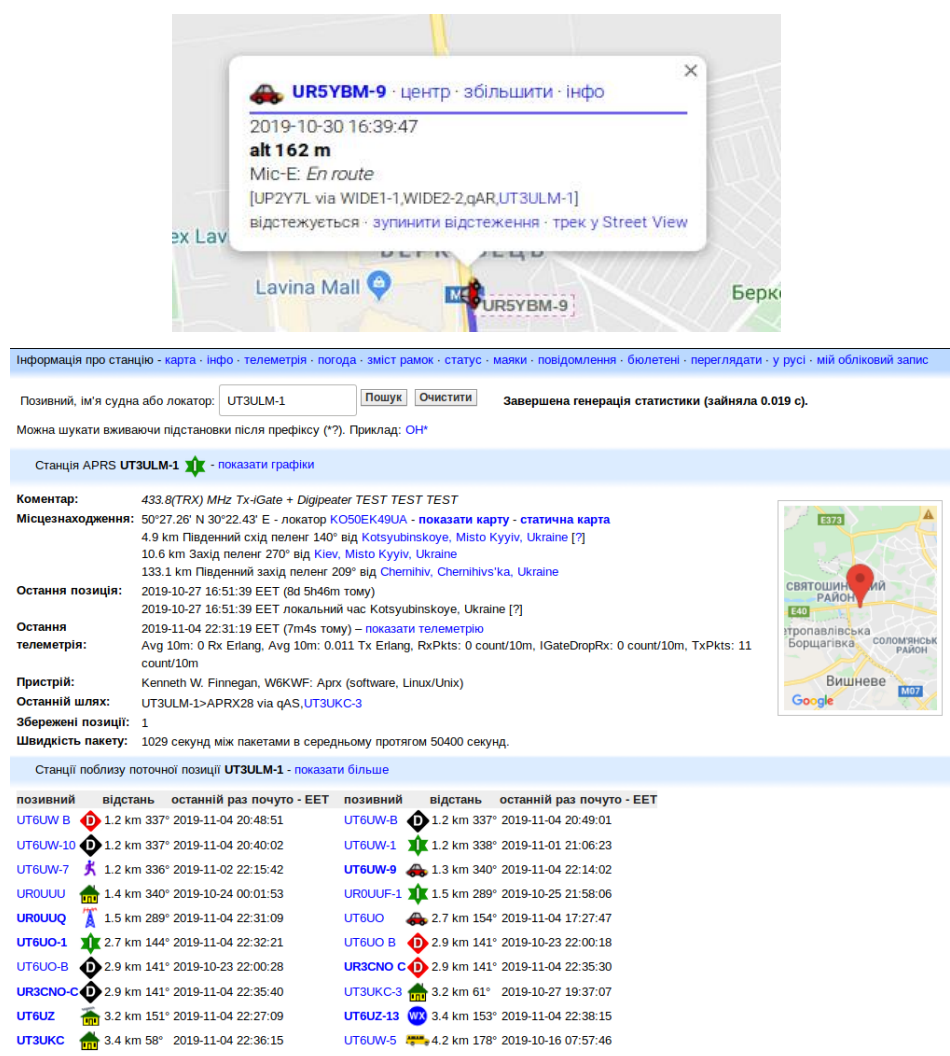 UR5YBM-9 · центр · збільшити · інфо
2019-10-30 16:39:47
alt 162 m
Mic-E: En route
[UP2Y7L via WIDE1-1,WIDE2-2,qAR,UT3ULM-1]
відстежується · зупинити відстеження · трек у Street View
ex Lav
Lavina Mall
UR5YBM-9
Берк
Інформація про станцію - карта · інфо · телеметрія · погода · зміст рамок · статус · маяки · повідомлення · бюлетені · переглядати · у русі · мій обліковий запис
Позивний, ім'я судна або локатор: UT3ULM-1 Пошук Очистити Завершена генерація статистики (зайняла 0.019 с).
Можна шукати вживаючи підстановки після префіксу (*?). Приклад: OH*
Станція APRS UT3ULM-1 - показати графіки
Коментар: 433.8(TRX) MHz Tx-iGate + Digipeater TEST TEST TEST
Місцезнаходження: 50°27.26' N 30°22.43' E - локатор KO50EK49UA - показати карту - статична карта
4.9 km Південний схід пеленг 140° від Kotsyubinskoye, Misto Kyyiv, Ukraine [?]
10.6 km Захід пеленг 270° від Kiev, Misto Kyyiv, Ukraine
133.1 km Південний захід пеленг 209° від Chernihiv, Chernihivs'ka, Ukraine
Остання позиція: 2019-10-27 16:51:39 EET (8d 5h46m тому)
2019-10-27 16:51:39 EET локальний час Kotsyubinskoye, Ukraine [?]
Остання телеметрія: 2019-11-04 22:31:19 EET (7m4s тому) – показати телеметрію
Avg 10m: 0 Rx Erlang, Avg 10m: 0.011 Tx Erlang, RxPkts: 0 count/10m, IGateDropRx: 0 count/10m, TxPkts: 11
count/10m
Пристрій: Kenneth W. Finnegan, W6KWF: Aprx (software, Linux/Unix)
Останній шлях: UT3ULM-1>APRX28 via qAS,UT3UKC-3
Збережені позиції: 1
Швидкість пакету: 1029 секунд між пакетами в середньому протягом 50400 секунд.
E373
СВЯТОШИН ИЙ
РАЙОН
E40
етропавлівська
Борщагівка
СОЛОМ'ЯНСЬК
РАЙОН
Вишневе
M07
Google
Станції поблизу поточної позиції UT3ULM-1 - показати більше
позивний відстань останній раз почуто - EET позивний відстань останній раз почуто - EET
UT6UW B D 1.2 km 337° 2019-11-04 20:48:51 UT6UW-B D 1.2 km 337° 2019-11-04 20:49:01
UT6UW-10 D 1.2 km 337° 2019-11-04 20:40:02 UT6UW-1 I 1.2 km 338° 2019-11-01 21:06:23
UT6UW-7 1.2 km 336° 2019-11-02 22:15:42 UT6UW-9 1.3 km 340° 2019-11-04 22:14:02
UR0UUU 1.4 km 340° 2019-10-24 00:01:53 UR0UUF-1 I 1.5 km 289° 2019-10-25 21:58:06
UR0UUQ 1.5 km 289° 2019-11-04 22:31:09 UT6UO 2.7 km 154° 2019-11-04 17:27:47
UT6UO-1 I 2.7 km 144° 2019-11-04 22:32:21 UT6UO B D 2.9 km 141° 2019-10-23 22:00:18
UT6UO-B D 2.9 km 141° 2019-10-23 22:00:28 UR3CNO C D 2.9 km 141° 2019-11-04 22:35:30
UR3CNO-C D 2.9 km 141° 2019-11-04 22:35:40 UT3UKC-3 3.2 km 61° 2019-10-27 19:37:07
UT6UZ 3.2 km 151° 2019-11-04 22:27:09 UT6UZ-13 WX 3.4 km 153° 2019-11-04 22:38:15
UT3UKC 3.4 km 58° 2019-11-04 22:36:15 UT6UW-5 4.2 km 178° 2019-10-16 07:57:46